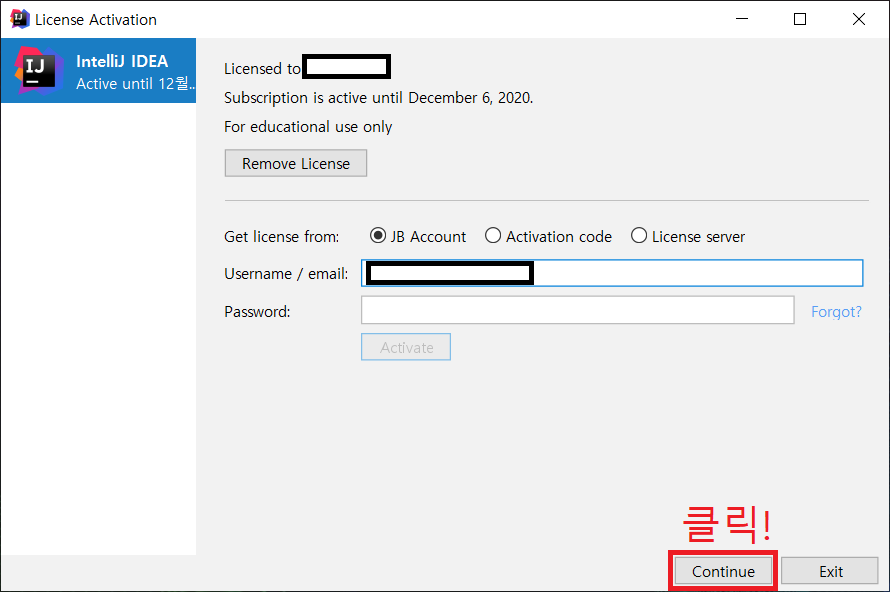 License Activation
IJ
IntelliJ IDEA
Active until 12월..
Licensed to
Subscription is active until December 6, 2020.
For educational use only
Remove License
Get license from: JB Account Activation code License server
Username / email:
Password: Forgot?
Activate
클릭!
Continue Exit